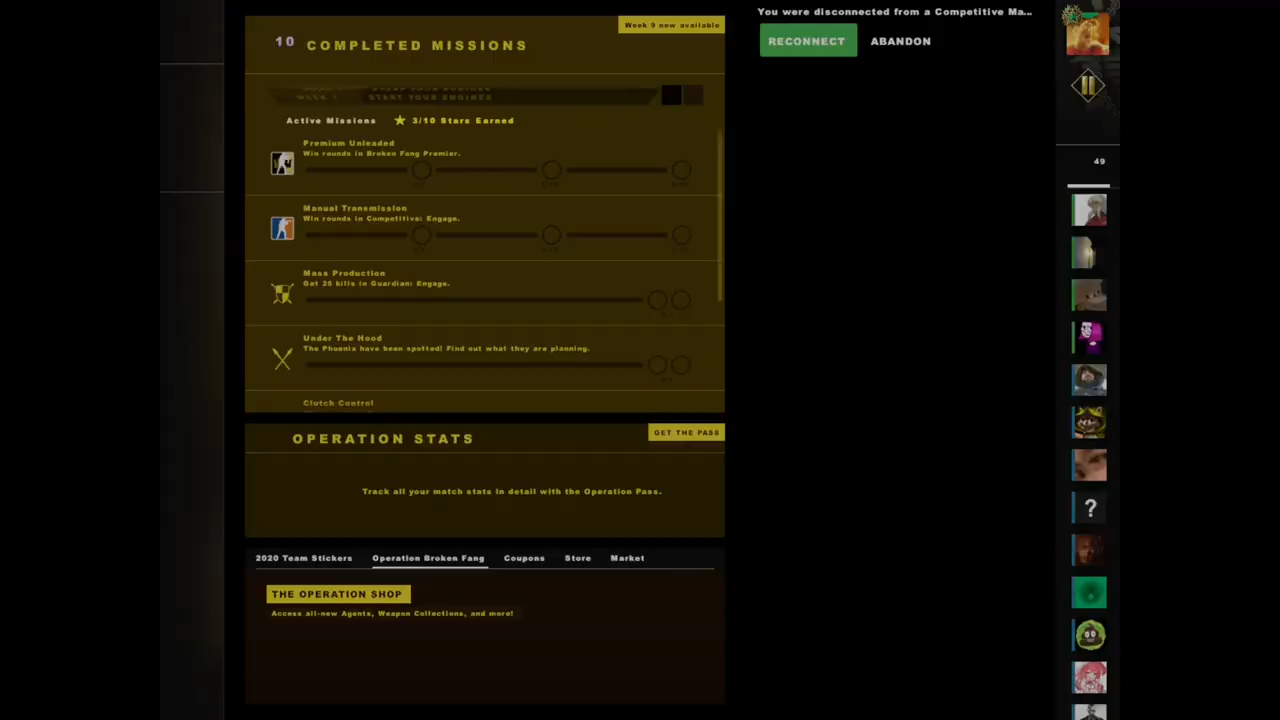 Week 9 now available
10 COMPLETED MISSIONS
START YOUR ENGINES
Active Missions
3/10 Stars Earned
Premium Unleaded
Win rounds in Broken Fang Premier.
Manual Transmission
Win rounds in Competitive: Engage.
Mass Production
Get 25 kills in Guardian: Engage.
Under The Hood
The Phoenix have been spotted! Find out what they are planning.
Clutch Control
OPERATION STATS
GET THE PASS
Track all your match stats in detail with the Operation Pass.
2020 Team Stickers Operation Broken Fang Coupons Store Market
THE OPERATION SHOP
Access all-new Agents, Weapon Collections, and more!
You were disconnected from a Competitive Ma...
RECONNECT ABANDON
49
?